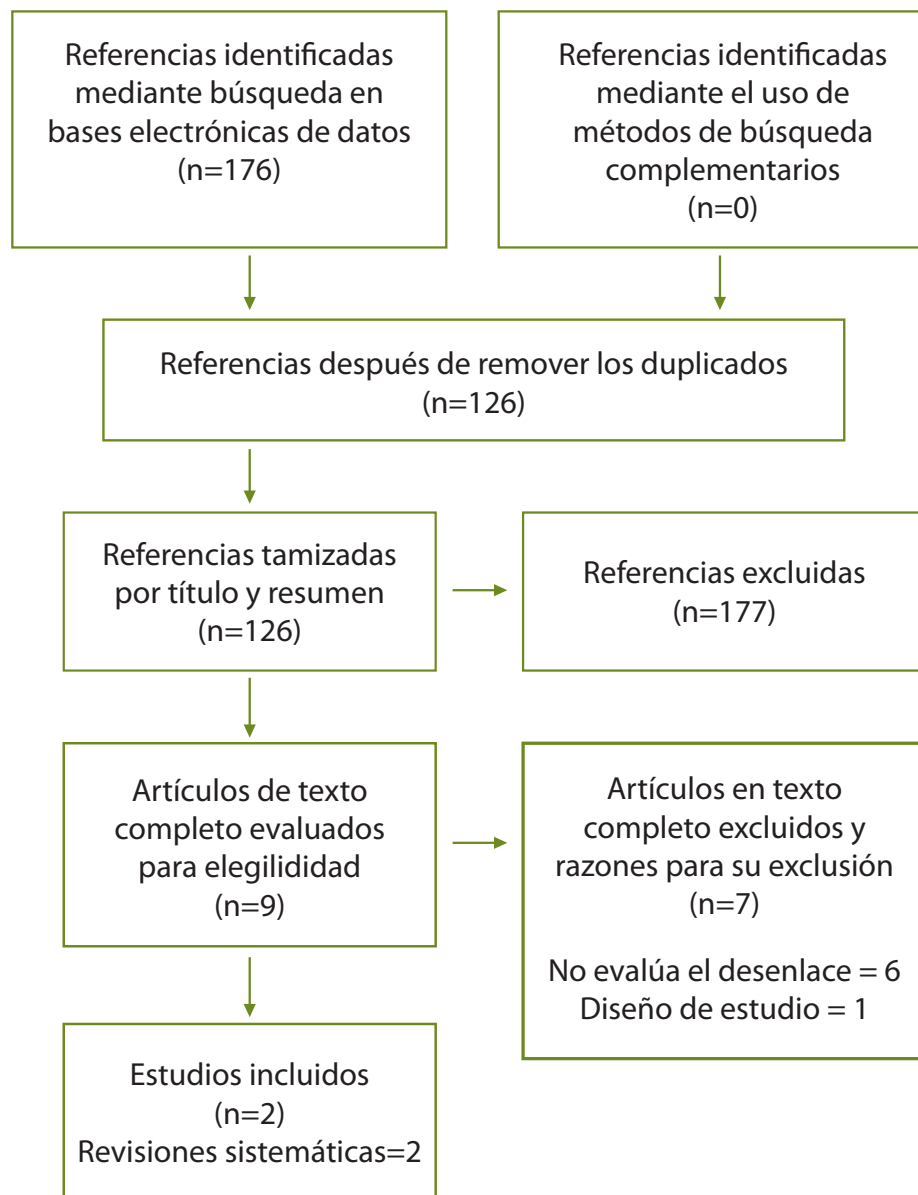 Referencias identificadas
mediante búsqueda en
bases electrónicas de datos
(n=176)
Referencias identificadas
mediante el uso de
métodos de búsqueda
complementarios
(n=0)
Referencias después de remover los duplicados
(n=126)
Referencias tamizadas
por título y resumen
(n=126)
Referencias excluidas
(n=177)
Artículos de texto
completo evaluados
para elegilididad
(n=9)
Artículos en texto
completo excluidos y
razones para su exclusión
(n=7)
No evalúa el desenlace = 6
Diseño de estudio = 1
Estudios incluidos
(n=2)
Revisiones sistemáticas=2